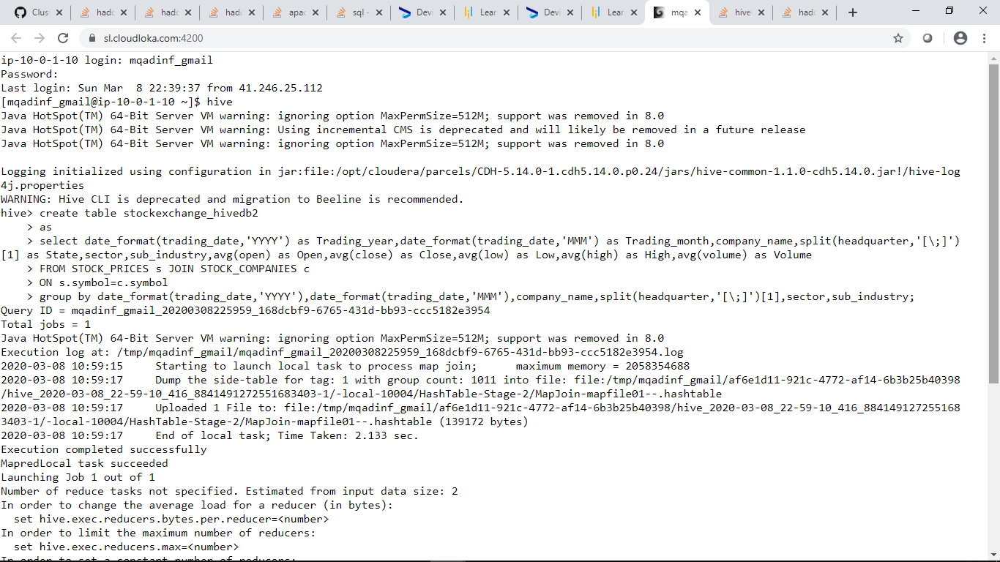 Clus
hado
hado
hado
apac
sql -
Devi
Lear
Devi
Lear
mqa
hive
hado
sl.cloudloka.com:4200
ip-10-0-1-10 login: mqadinf_gmail
Password:
Last login: Sun Mar  8 22:39:37 from 41.246.25.112
[mqadinf_gmail@ip-10-0-1-10 ~]$ hive
Java HotSpot(TM) 64-Bit Server VM warning: ignoring option MaxPermSize=512M; support was removed in 8.0
Java HotSpot(TM) 64-Bit Server VM warning: Using incremental CMS is deprecated and will likely be removed in a future release
Java HotSpot(TM) 64-Bit Server VM warning: ignoring option MaxPermSize=512M; support was removed in 8.0
Logging initialized using configuration in jar:file:/opt/cloudera/parcels/CDH-5.14.0-1.cdh5.14.0.p0.24/jars/hive-common-1.1.0-cdh5.14.0.jar!/hive-log
4j.properties
WARNING: Hive CLI is deprecated and migration to Beeline is recommended.
hive> create table stockexchange_hivedb2
    > as
    > select date_format(trading_date,'YYYY') as Trading_year,date_format(trading_date,'MMM') as Trading_month,company_name,split(headquarter,'[\;]')
[1] as State,sector,sub_industry,avg(open) as Open,avg(close) as Close,avg(low) as Low,avg(high) as High,avg(volume) as Volume
    > FROM STOCK_PRICES s JOIN STOCK_COMPANIES c
    > ON s.symbol=c.symbol
    > group by date_format(trading_date,'YYYY'),date_format(trading_date,'MMM'),company_name,split(headquarter,'[\;]')[1],sector,sub_industry;
Query ID = mqadinf_gmail_20200308225959_168dcbf9-6765-431d-bb93-ccc5182e3954
Total jobs = 1
Java HotSpot(TM) 64-Bit Server VM warning: ignoring option MaxPermSize=512M; support was removed in 8.0
Execution log at: /tmp/mqadinf_gmail/mqadinf_gmail_20200308225959_168dcbf9-6765-431d-bb93-ccc5182e3954.log
2020-03-08 10:59:15     Starting to launch local task to process map join;      maximum memory = 2058354688
2020-03-08 10:59:17     Dump the side-table for tag: 1 with group count: 1011 into file: file:/tmp/mqadinf_gmail/af6e1d11-921c-4772-af14-6b3b25b40398
/hive_2020-03-08_22-59-10_416_8841491272551683403-1/-local-10004/HashTable-Stage-2/MapJoin-mapfile01--.hashtable
2020-03-08 10:59:17     Uploaded 1 File to: file:/tmp/mqadinf_gmail/af6e1d11-921c-4772-af14-6b3b25b40398/hive_2020-03-08_22-59-10_416_884149127255168
3403-1/-local-10004/HashTable-Stage-2/MapJoin-mapfile01--.hashtable (139172 bytes)
2020-03-08 10:59:17     End of local task; Time Taken: 2.133 sec.
Execution completed successfully
MapredLocal task succeeded
Launching Job 1 out of 1
Number of reduce tasks not specified. Estimated from input data size: 2
In order to change the average load for a reducer (in bytes):
  set hive.exec.reducers.bytes.per.reducer=<number>
In order to limit the maximum number of reducers:
  set hive.exec.reducers.max=<number>
In order to set a constant number of reducers: